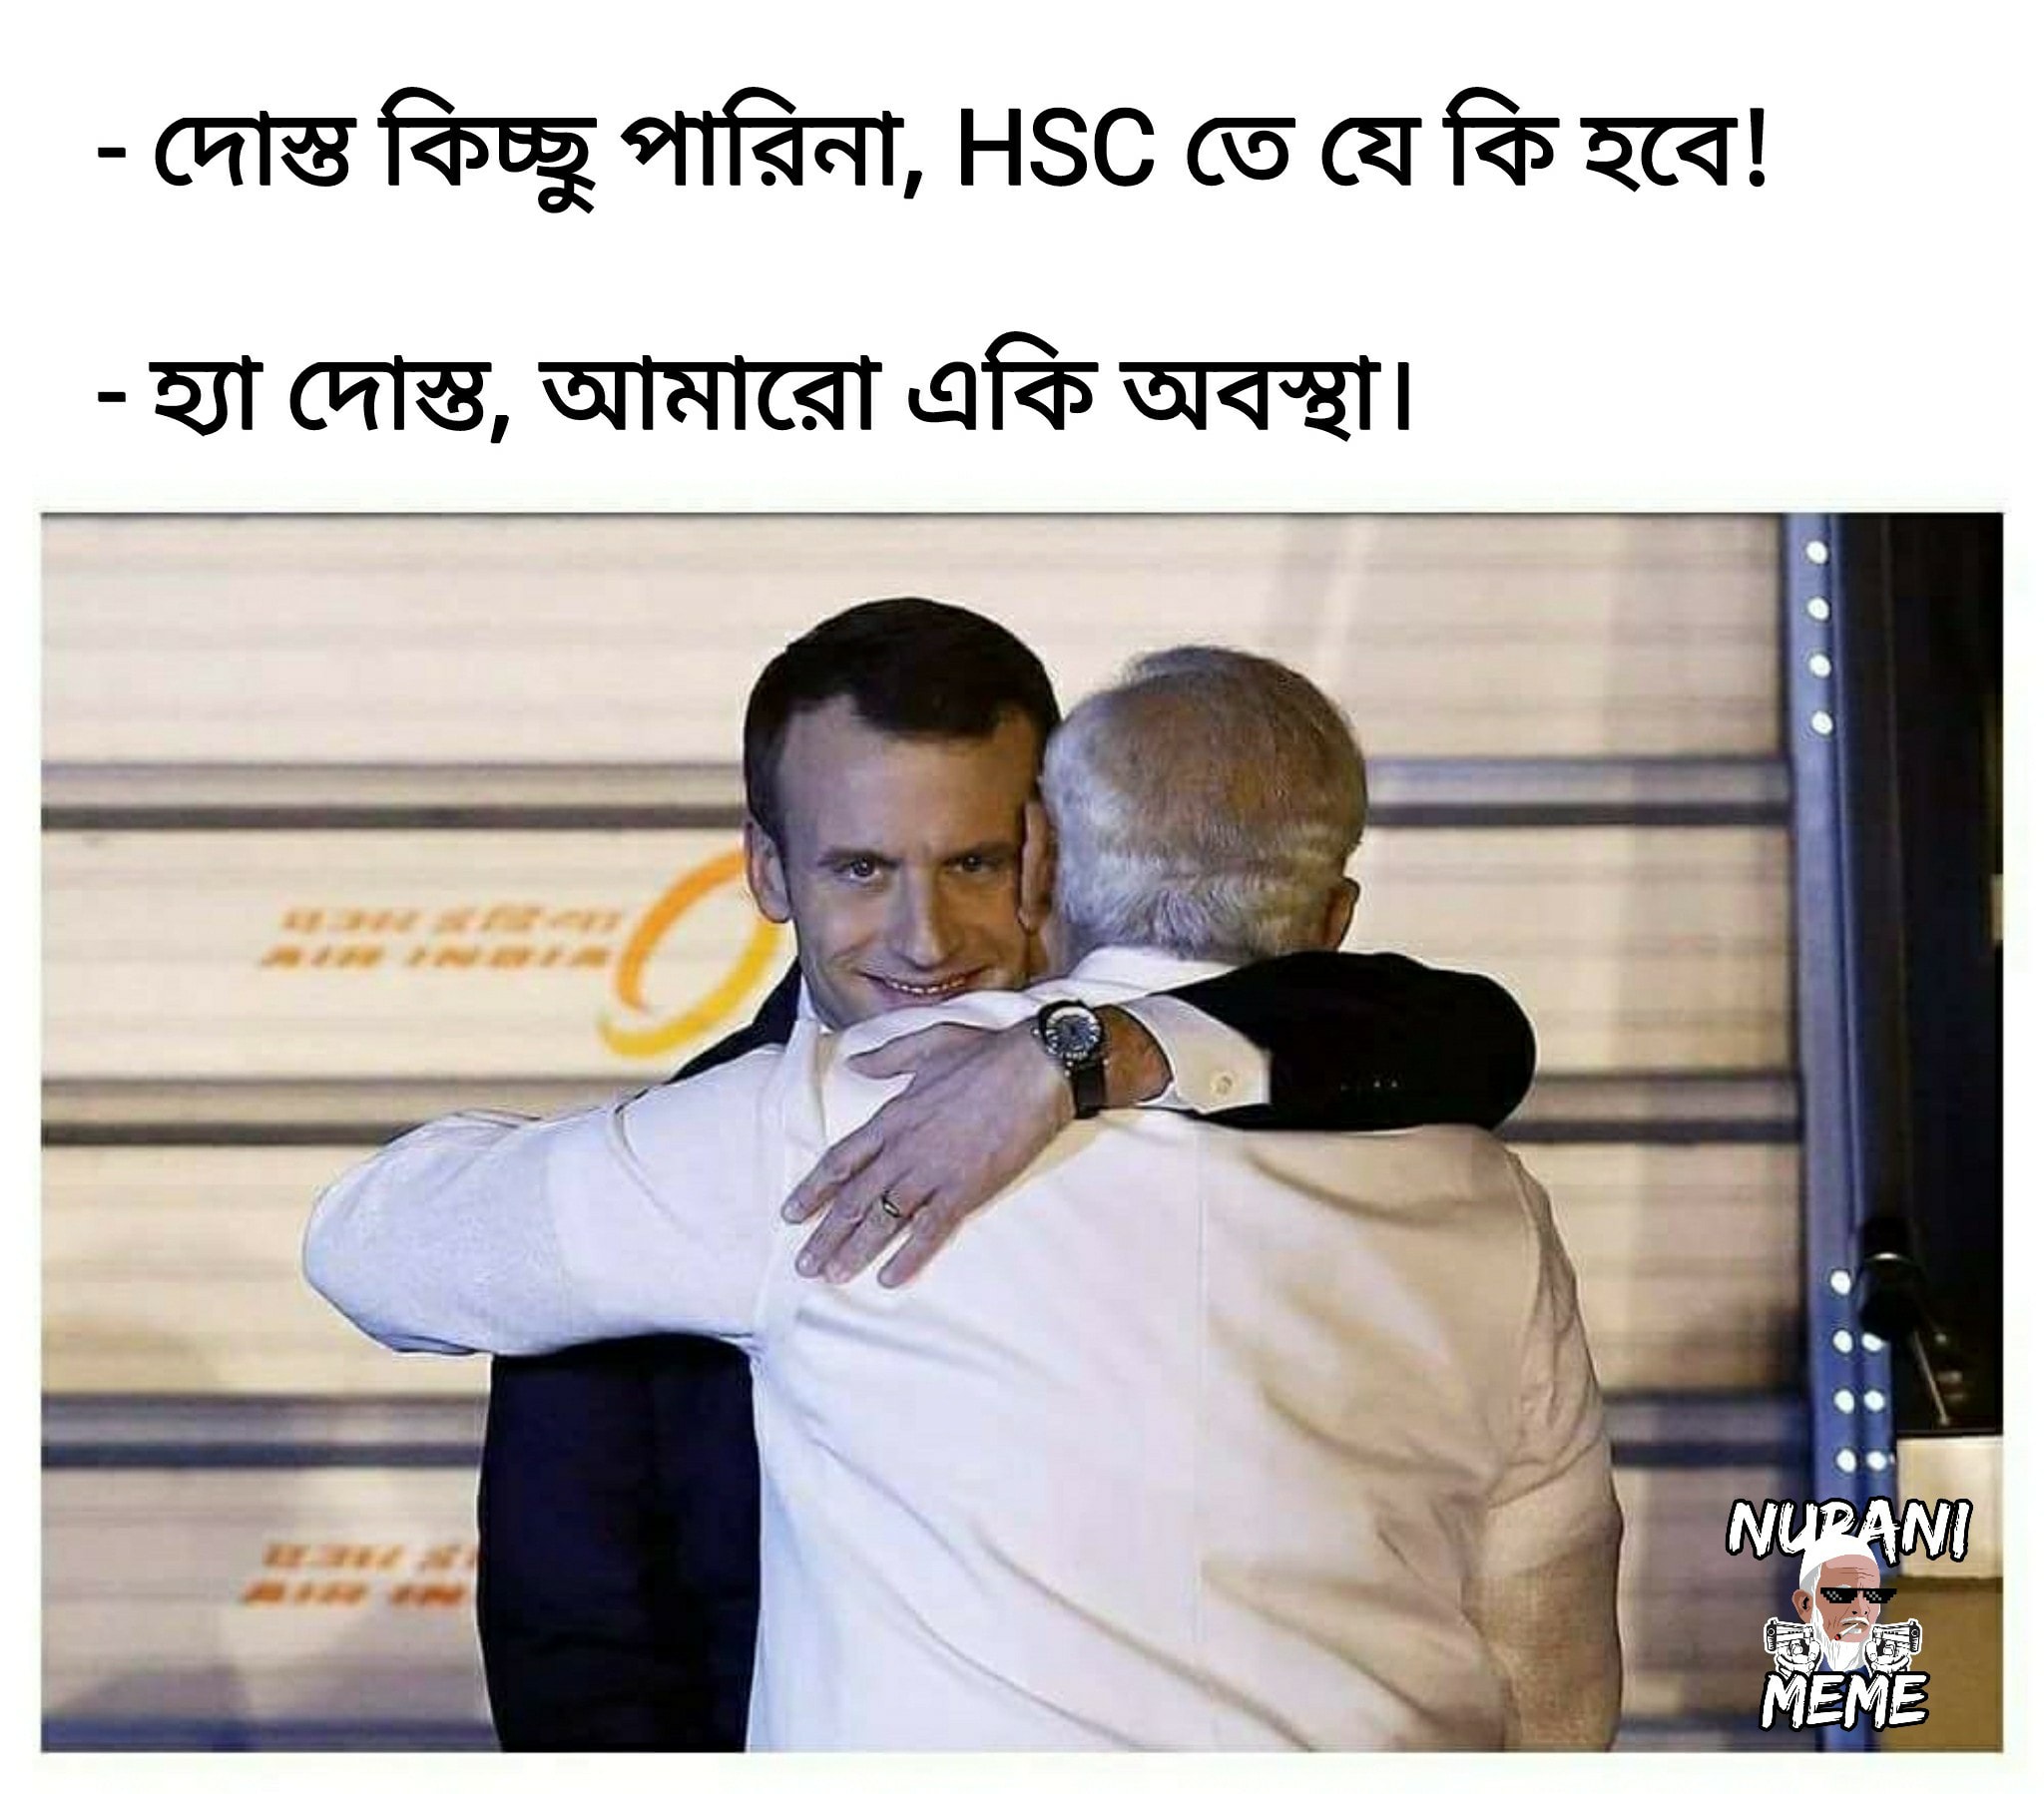 - দোস্ত কিচ্ছু পারিনা, HSC তে যে কি হবে!
- হ্যা দোস্ত, আমারো একি অবস্থা।
AIR INDIA
AIR IN
NURANI
MEME